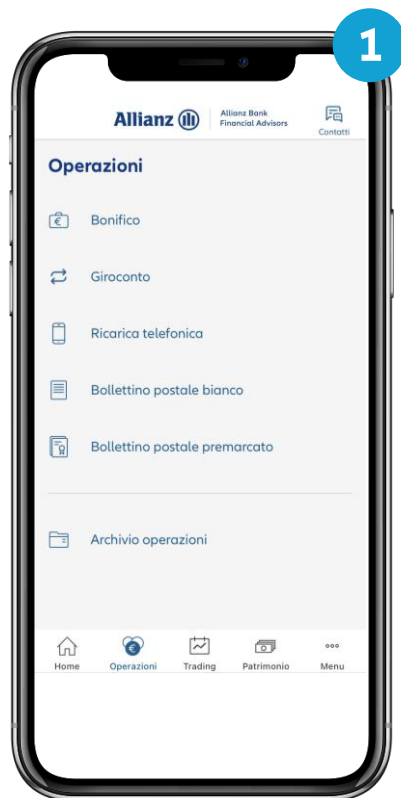 1
Allianz
Allianz Bank
Financial Advisors
Contatti
Operazioni
Bonifico
Giroconto
Ricarica telefonica
Bollettino postale bianco
Bollettino postale premarcato
Archivio operazioni
Home
Operazioni
Trading
Patrimonio
Menu